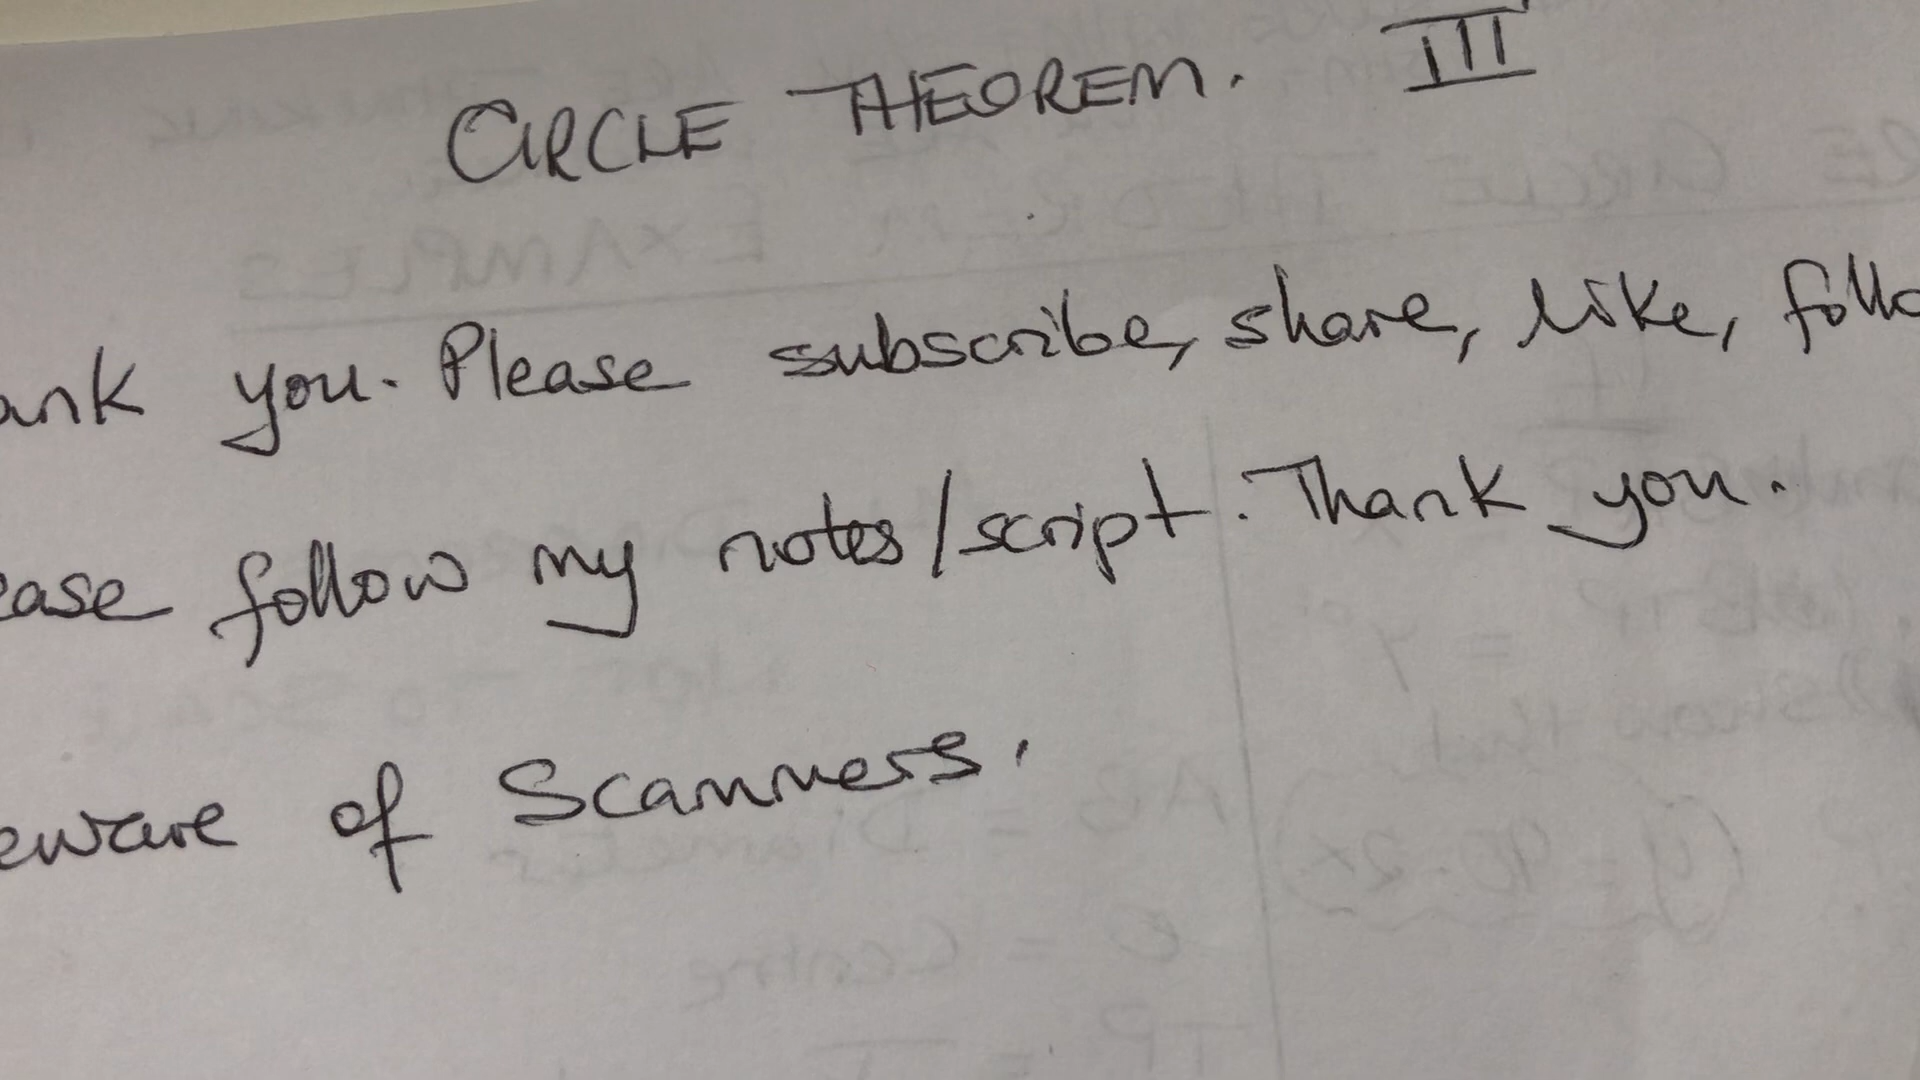 CIRCLE THEOREM. III
ank you. Please subscribe, share, like, follo
ease follow my notes/script. Thank you.
eware of Scammers.